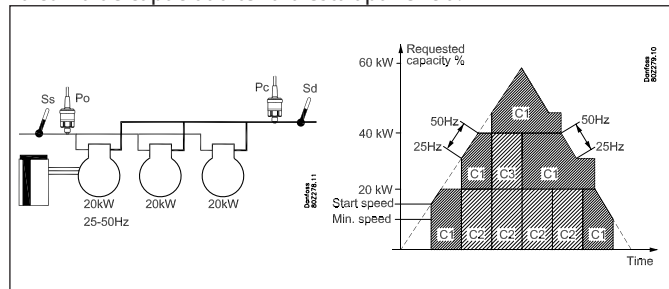 Ss
Po
Pc
Sd
20kW
20kW
20kW
25-50Hz
Danfoss
80Z278.11
60 kW
Requested
capacity %
Danfoss
80Z279.10
C1
50Hz
50Hz
40 kW
25Hz
25Hz
C1
C3
C1
20 kW
Start speed
Min. speed
C1
C2
C2
C2
C2
C1
Time